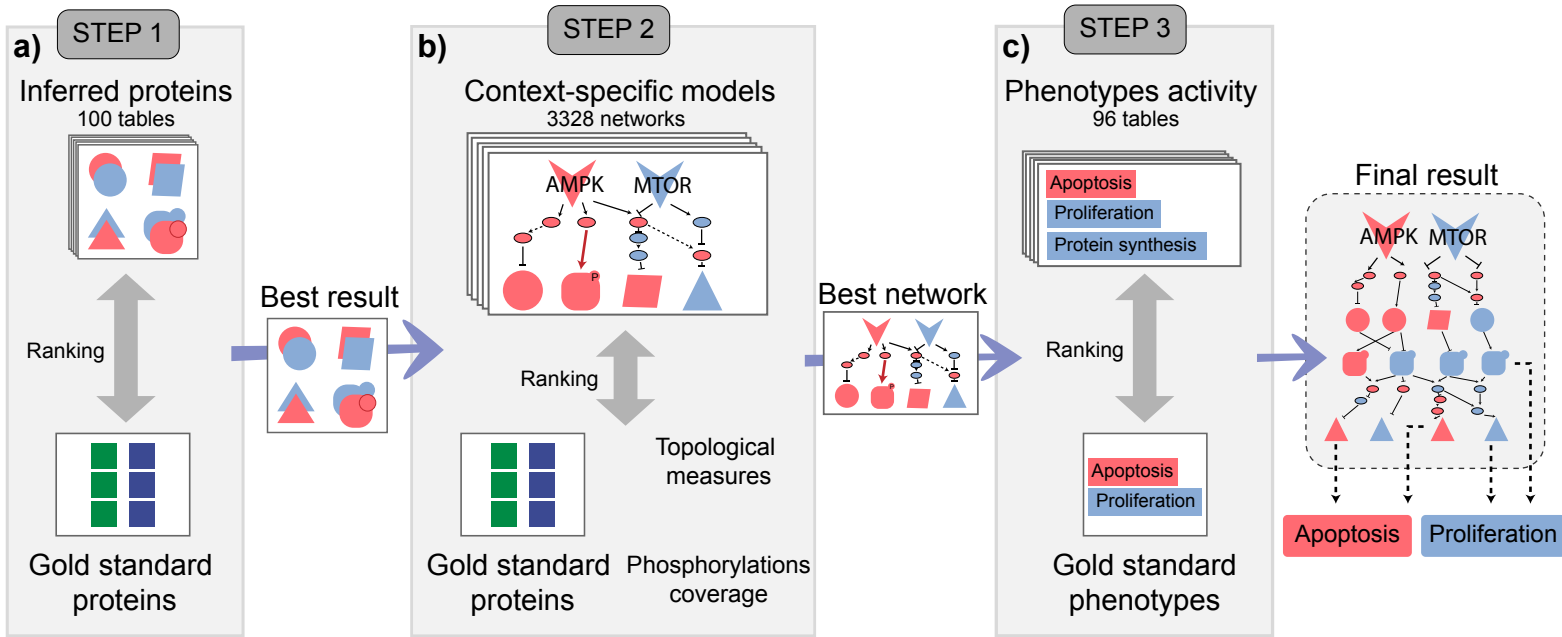 a)
STEP 1
Inferred proteins
100 tables
Ranking
Gold standard
proteins
Best result
b)
STEP 2
Context-specific models
3328 networks
AMPK
MTOR
P
Ranking
Topological
measures
Gold standard
proteins
Phosphorylations
coverage
Best network
P
c)
STEP 3
Phenotypes activity
96 tables
Apoptosis
Proliferation
Protein synthesis
Ranking
Apoptosis
Proliferation
Gold standard
phenotypes
Final result
AMPK
MTOR
Apoptosis
Proliferation